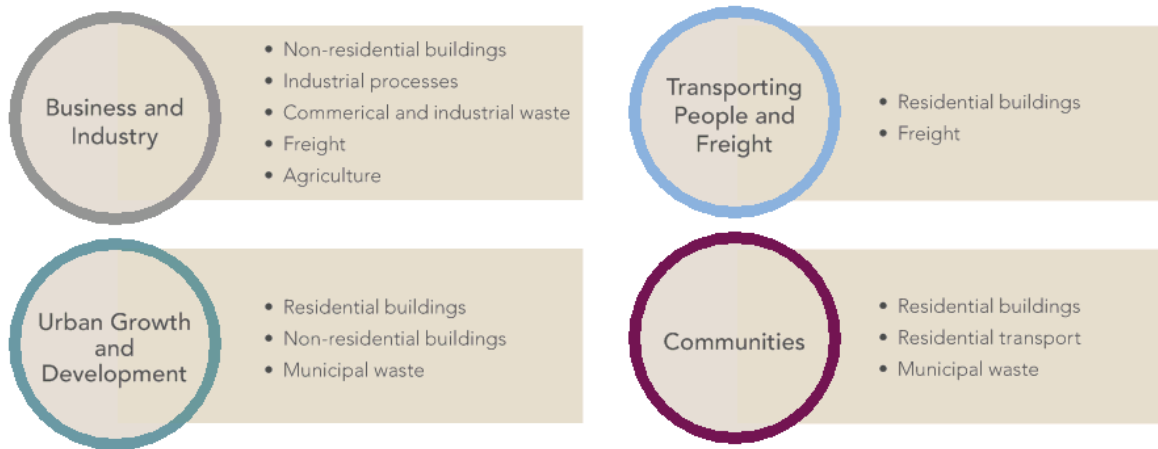 Business and
Industry
• Non-residential buildings
• Industrial processes
• Commerical and industrial waste
• Freight
• Agriculture
Transporting
People and
Freight
• Residential buildings
• Freight
Urban Growth
and
Development
• Residential buildings
• Non-residential buildings
• Municipal waste
Communities
• Residential buildings
• Residential transport
• Municipal waste